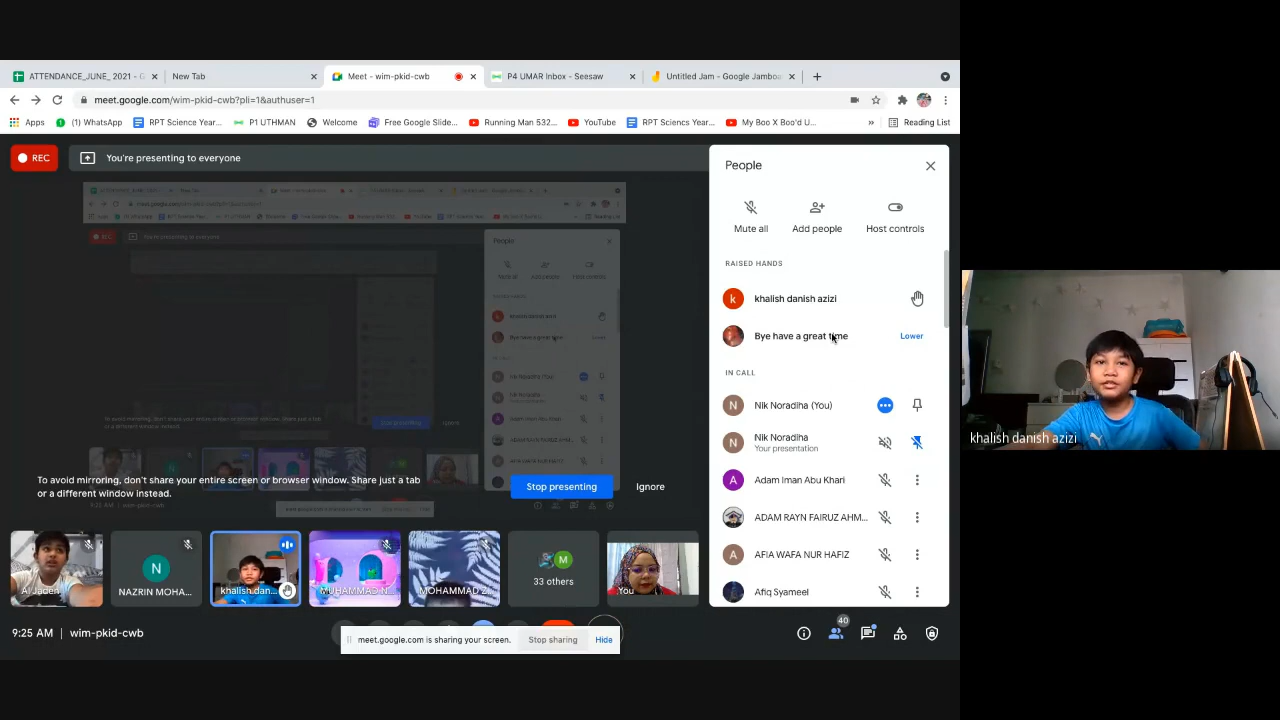 ATTENDANCE_JUNE_ 2021 - G
New Tab
Meet - wim-pkid-cwb
P4 UMAR Inbox - Seesaw
Untitled Jam - Google Jamboa
meet.google.com/wim-pkid-cwb?pli=1&authuser=1
Apps
(1) WhatsApp
RPT Science Year...
P1 UTHMAN
Welcome
Free Google Slide...
Running Man 532...
YouTube
RPT Sciencs Year...
My Boo X Boo'd U...
Reading List
REC
You're presenting to everyone
People
Mute all
Add people
Host controls
RAISED HANDS
k
khalish danish azizi
Bye have a great time
Lower
IN CALL
N
Nik Noradiha (You)
N
Nik Noradiha
Your presentation
A
Adam Iman Abu Khari
ADAM RAYN FAIRUZ AHM...
A
AFIA WAFA NUR HAFIZ
Afiq Syameel
To avoid mirroring, don't share your entire screen or browser window. Share just a tab
or a different window instead.
Stop presenting
Ignore
N
NAZRIN MOHA...
khalish dan...
MUHAMMAD N
MOHAMMAD Z
M
33 others
You
9:25 AM | wim-pkid-cwb
meet.google.com is sharing your screen.
Stop sharing
Hide
40
khalish danish azizi